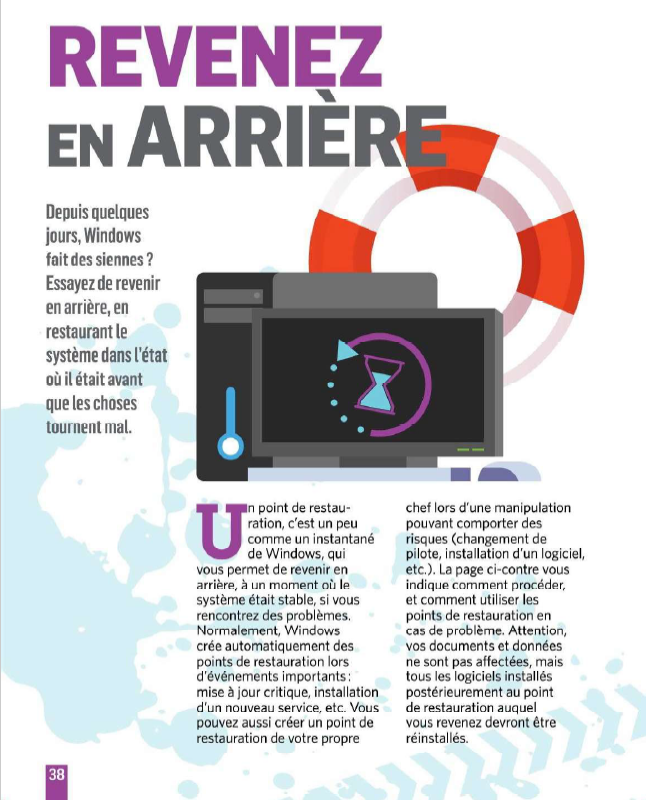 REVENEZ
EN ARRIÈRE
Depuis quelques
jours, Windows
fait des siennes ?
Essayez de revenir
en arrière, en
restaurant le
système dans l'état
où il était avant
que les choses
tournent mal.
Un point de restau-
ration, c'est un peu
comme un instantané
de Windows, qui
vous permet de revenir en
arrière, à un moment où le
système était stable, si vous
rencontrez des problèmes.
Normalement, Windows
crée automatiquement des
points de restauration lors
d'événements importants :
mise à jour critique, installation
d'un nouveau service, etc. Vous
pouvez aussi créer un point de
restauration de votre propre
chef lors d'une manipulation
pouvant comporter des
risques (changement de
pilote, installation d'un logiciel,
etc.). La page ci-contre vous
indique comment procéder,
et comment utiliser les
points de restauration en
cas de problème. Attention,
vos documents et données
ne sont pas affectées, mais
tous les logiciels installés
postérieurement au point
de restauration auquel
vous revenez devront être
réinstallés.
38